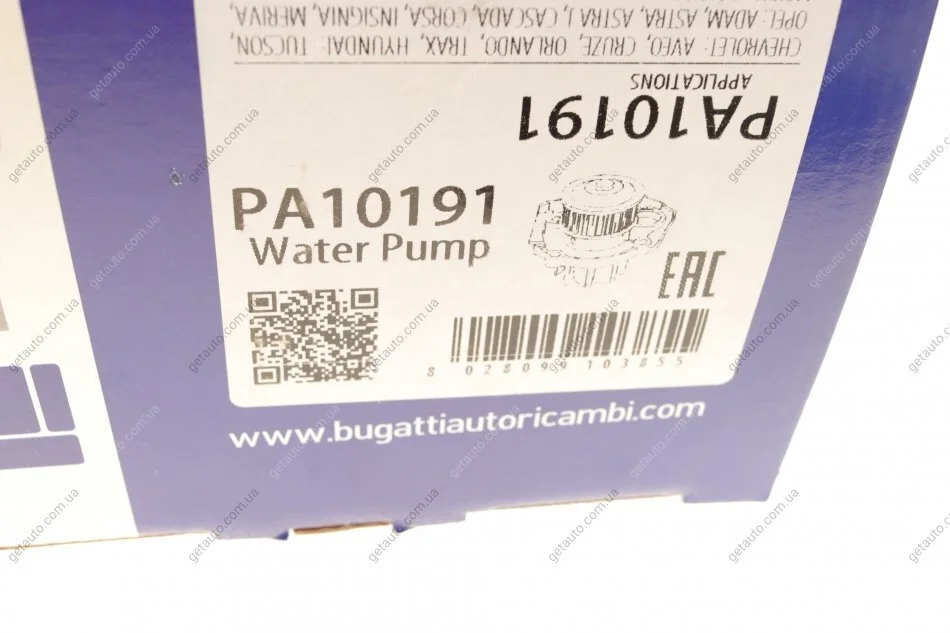 CHEVROLET: AVEO, CRUZE, ORLANDO, TRAX, HYUNDAI: TUCSON,
OPEL: ADAM, ASTRA, ASTRA J, CASCADA, CORSA, INSIGNIA, MERIVA,
APPLICATIONS
PA10191
PA10191
Water Pump
EAC
8 028099 103855
www.bugattiautoricambi.com
getauto.com.ua